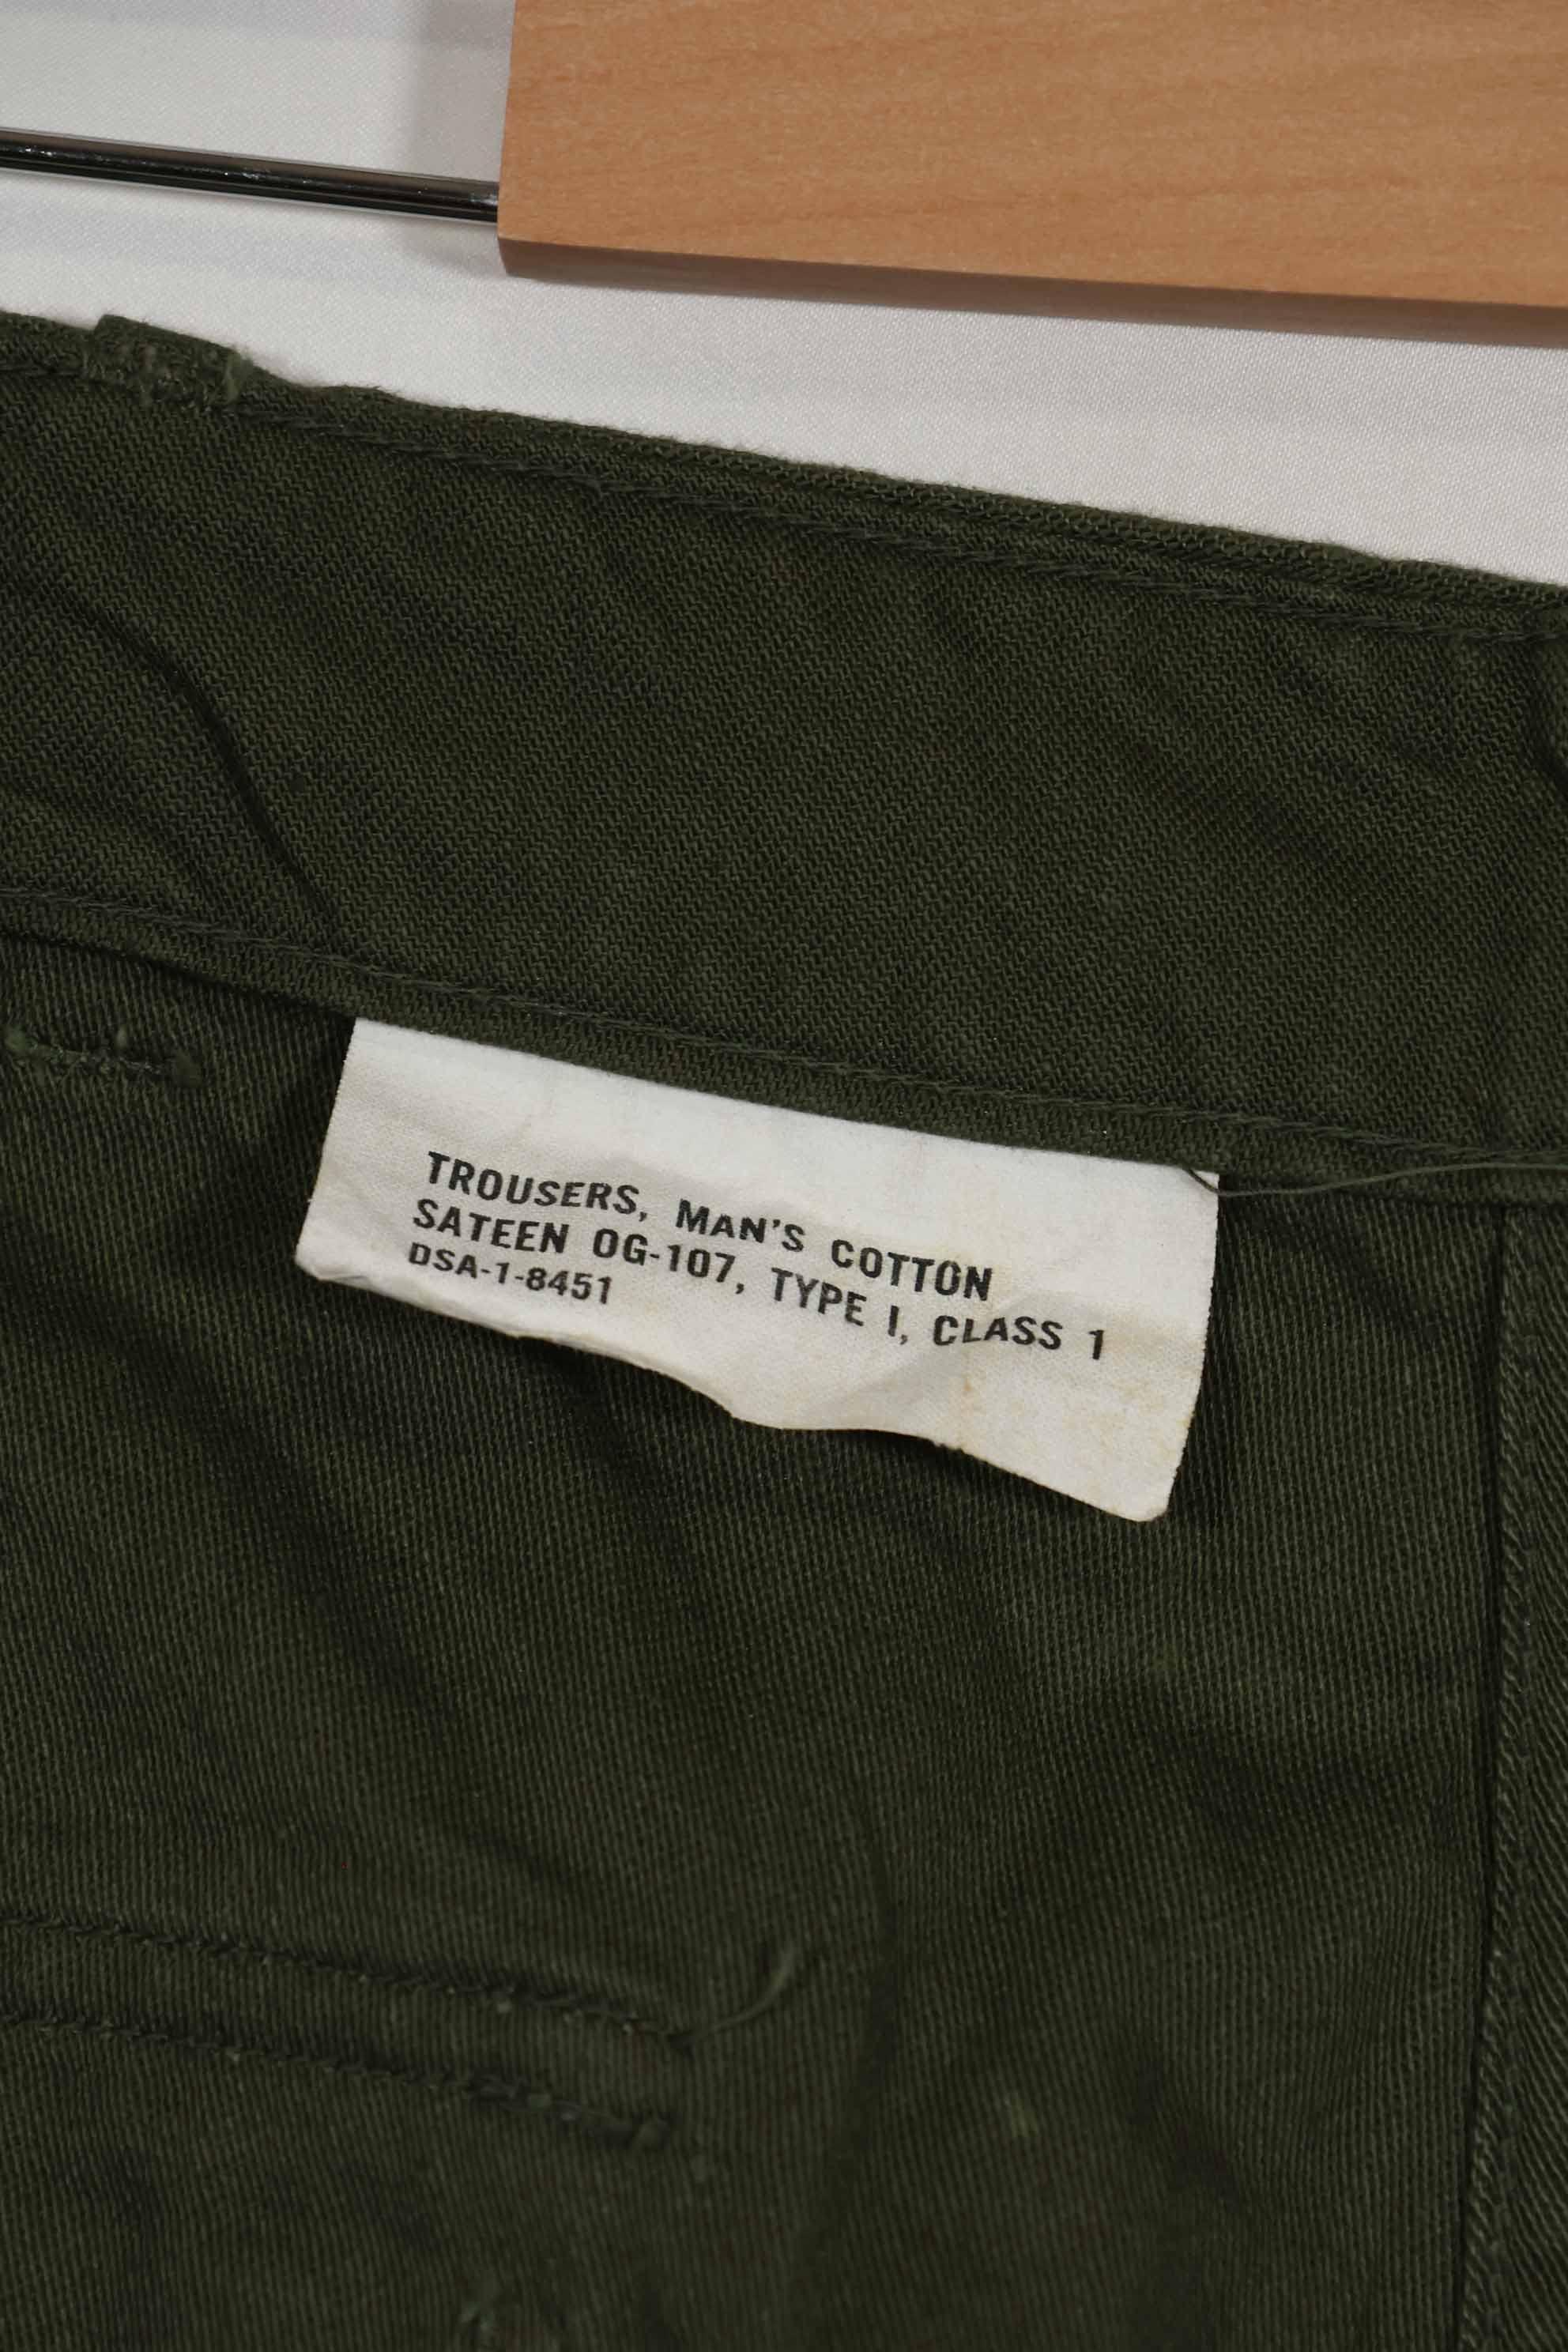 TROUSERS, MAN'S COTTON
SATEEN OG-107, TYPE I, CLASS 1
DSA-1-8451